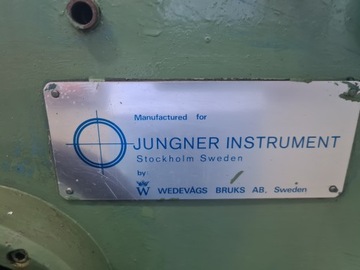 Manufactured for
JUNGNER INSTRUMENT
Stockholm Sweden
by
W WEDEVÅGS BRUKS AB, Sweden